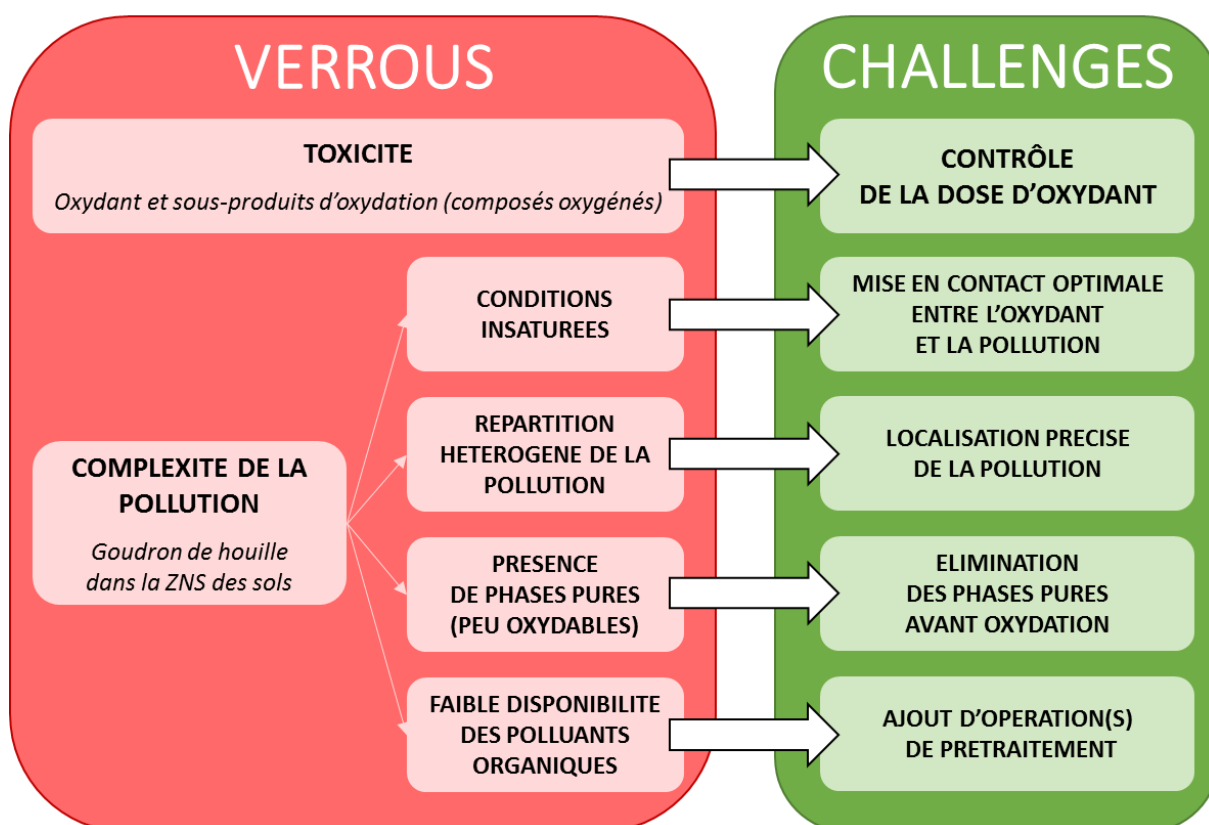 VERROUS
TOXICITE
Oxydant et sous-produits d'oxydation (composés oxygénés)
COMPLEXITE DE LA
POLLUTION
Goudron de houille
dans la ZNS des sols
CONDITIONS
INSATUREES
REPARTITION
HETEROGENE DE LA
POLLUTION
PRESENCE
DE PHASES PURES
(PEU OXYDABLES)
FAIBLE DISPONIBILITE
DES POLLUANTS
ORGANIQUES
CHALLENGES
CONTRÔLE
DE LA DOSE D'OXYDANT
MISE EN CONTACT OPTIMALE
ENTRE L'OXYDANT
ET LA POLLUTION
LOCALISATION PRECISE
DE LA POLLUTION
ELIMINATION
DES PHASES PURES
AVANT OXYDATION
AJOUT D'OPERATION(S)
DE PRETRAITEMENT